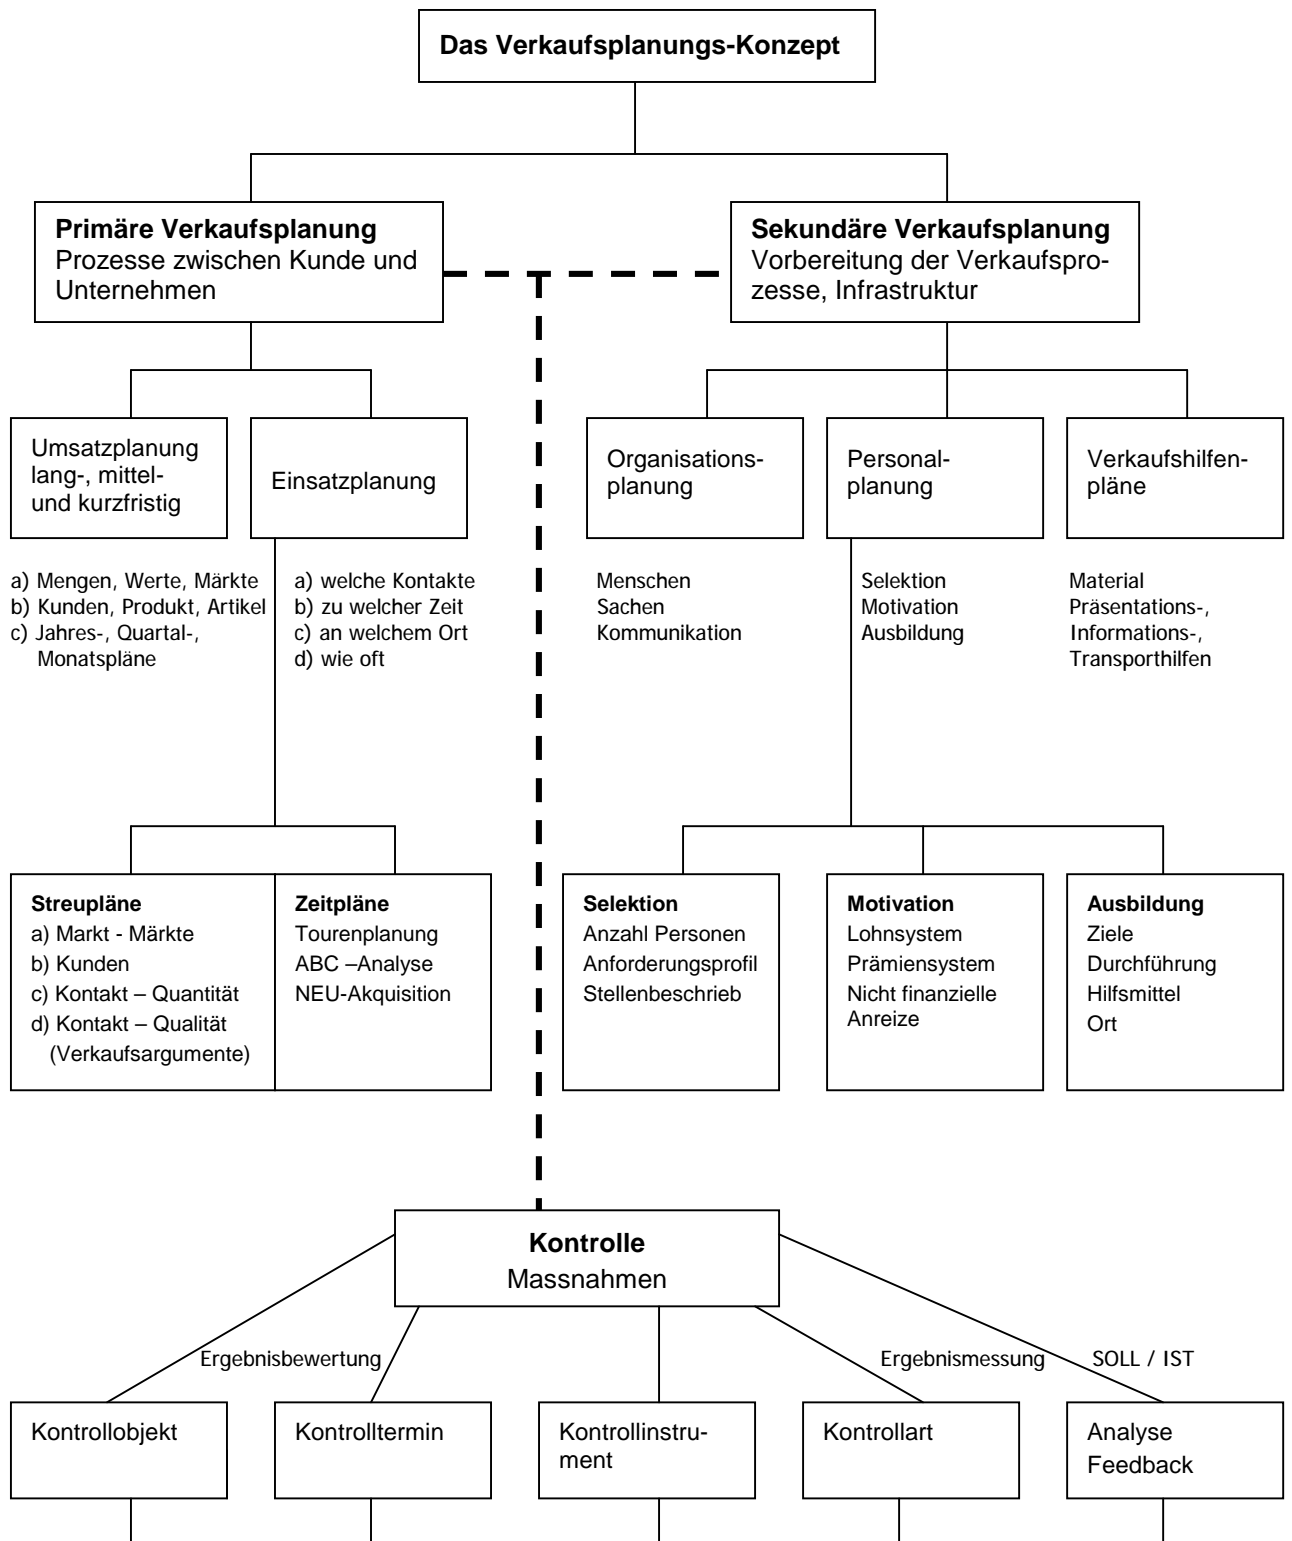 Das Verkaufsplanungs-Konzept
Primäre Verkaufsplanung
Prozesse zwischen Kunde und
Unternehmen
Sekundäre Verkaufsplanung
Vorbereitung der Verkaufspro-
zesse, Infrastruktur
Umsatzplanung
lang-, mittel-
und kurzfristig
Einsatzplanung
Organisations-
planung
Personal-
planung
Verkaufshilfen-
pläne
a) Mengen, Werte, Märkte
b) Kunden, Produkt, Artikel
c) Jahres-, Quartal-,
Monatspläne
a) welche Kontakte
b) zu welcher Zeit
c) an welchem Ort
d) wie oft
Menschen
Sachen
Kommunikation
Selektion
Motivation
Ausbildung
Material
Präsentations-,
Informations-,
Transporthilfen
Streupläne
a) Markt - Märkte
b) Kunden
c) Kontakt – Quantität
d) Kontakt – Qualität
(Verkaufsargumente)
Zeitpläne
Tourenplanung
ABC –Analyse
NEU-Akquisition
Selektion
Anzahl Personen
Anforderungsprofil
Stellenbeschrieb
Motivation
Lohnsystem
Prämiensystem
Nicht finanzielle
Anreize
Ausbildung
Ziele
Durchführung
Hilfsmittel
Ort
Kontrolle
Massnahmen
Ergebnisbewertung
Ergebnismessung
SOLL / IST
Kontrollobjekt
Kontrolltermin
Kontrollinstru-
ment
Kontrollart
Analyse
Feedback